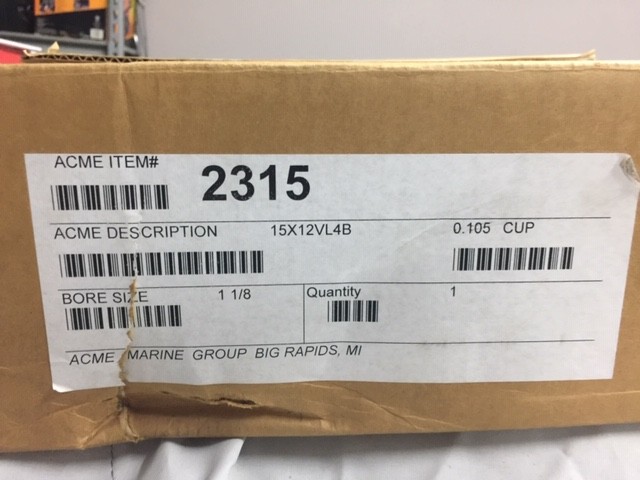 ACME ITEM# 2315
ACME DESCRIPTION 15X12VL4B 0.105 CUP
BORE SIZE 1 1/8 Quantity 1
ACME MARINE GROUP BIG RAPIDS, MI